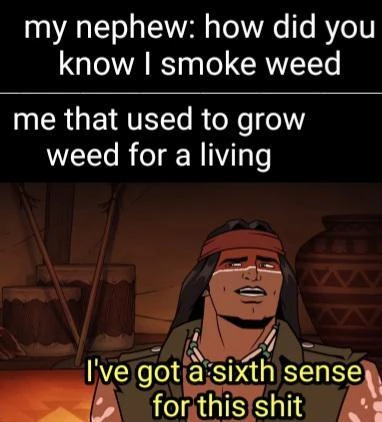 my nephew: how did you
know I smoke weed
me that used to grow
weed for a living
I've got a sixth sense
for this shit